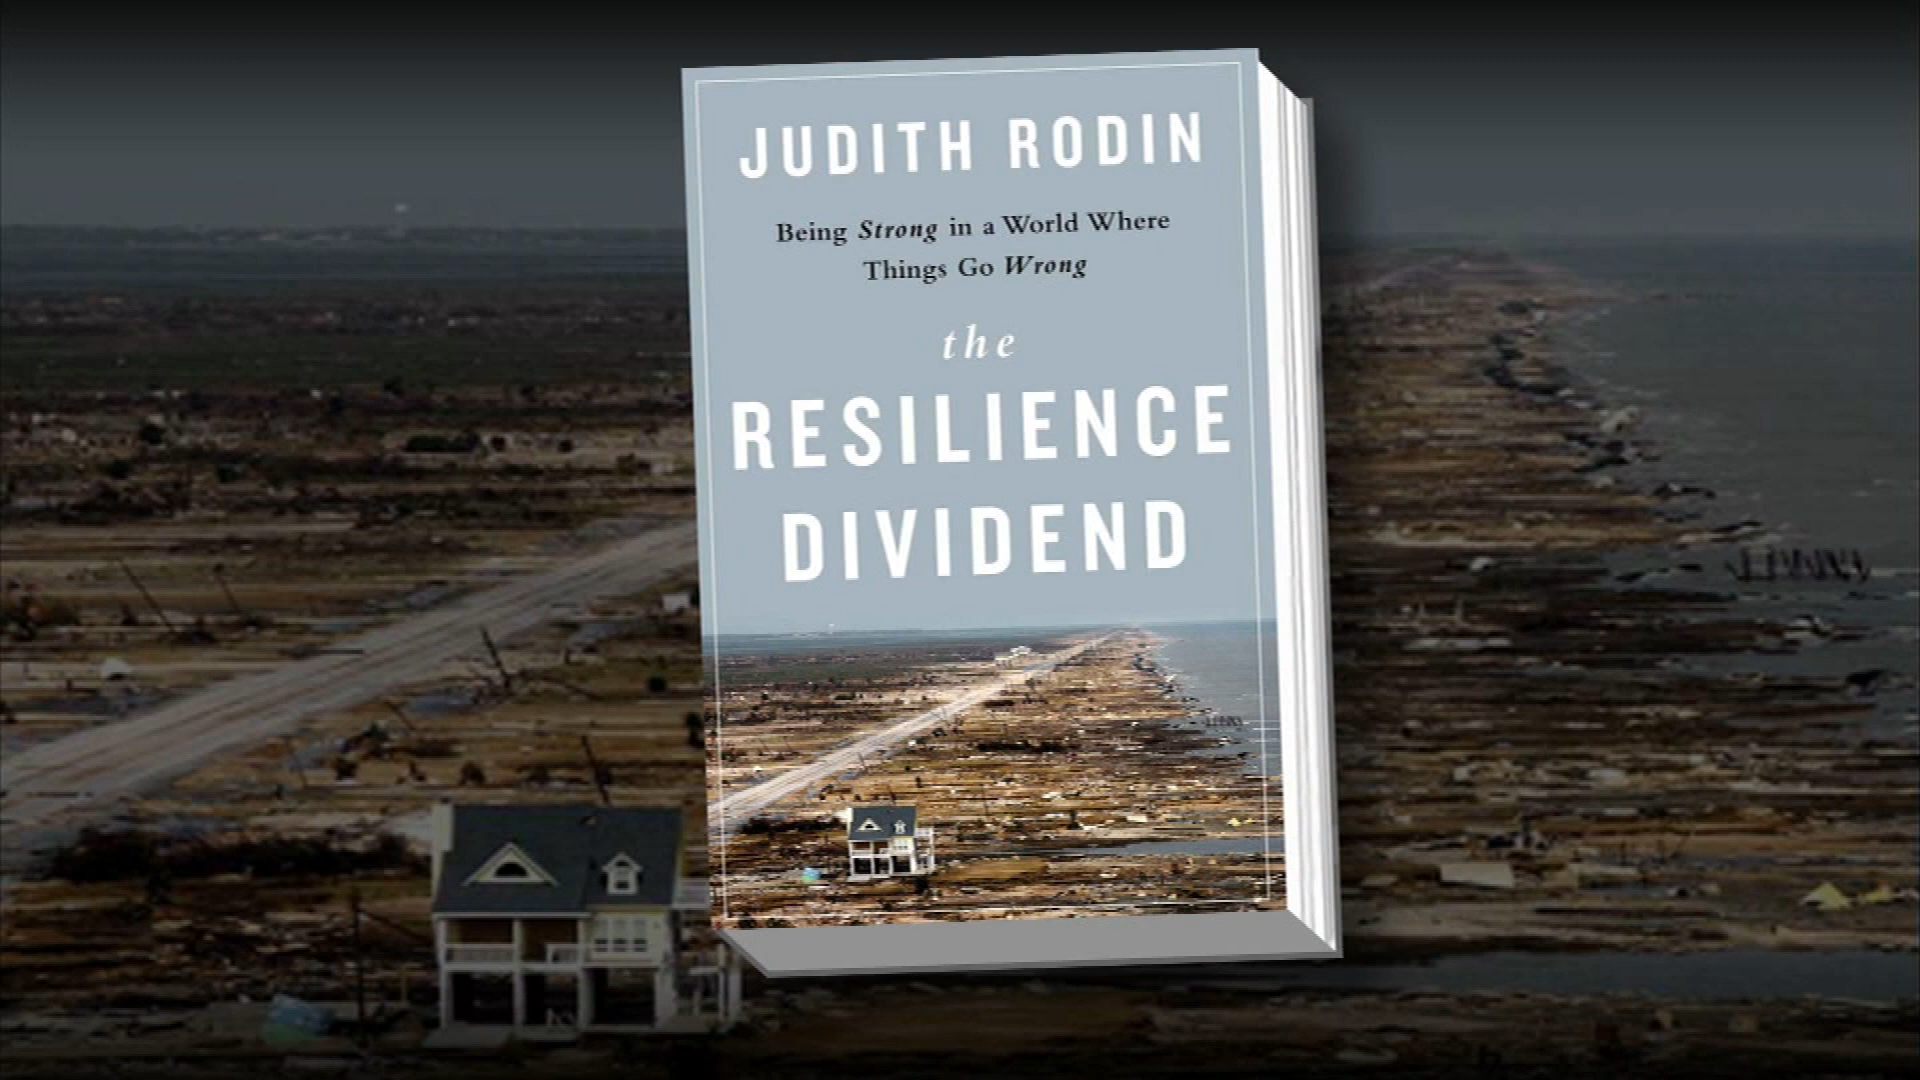 JUDITH RODIN
Being Strong in a World Where
Things Go Wrong
the
RESILIENCE
DIVIDEND